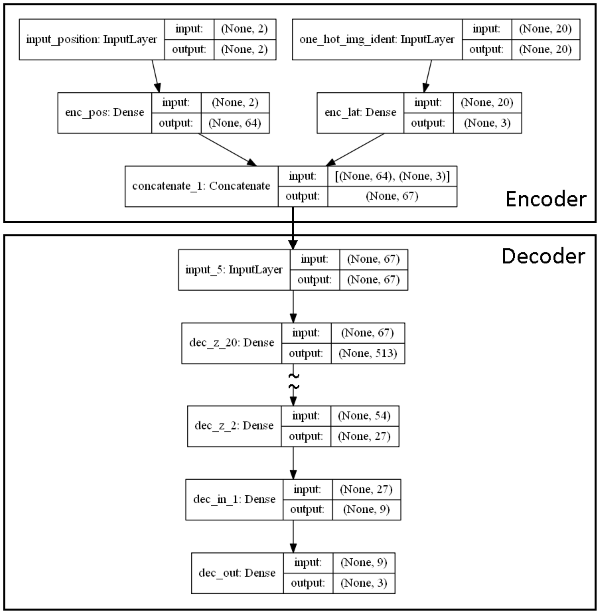 input_position: InputLayer input: (None, 2)
output: (None, 2)
one_hot_img_ident: InputLayer input: (None, 20)
output: (None, 20)
enc_pos: Dense input: (None, 2)
output: (None, 64)
enc_lat: Dense input: (None, 20)
output: (None, 3)
concatenate_1: Concatenate input: [(None, 64), (None, 3)]
output: (None, 67)
Encoder
Decoder
input_5: InputLayer input: (None, 67)
output: (None, 67)
dec_z_20: Dense input: (None, 67)
output: (None, 513)
dec_z_2: Dense input: (None, 54)
output: (None, 27)
dec_in_1: Dense input: (None, 27)
output: (None, 9)
dec_out: Dense input: (None, 9)
output: (None, 3)